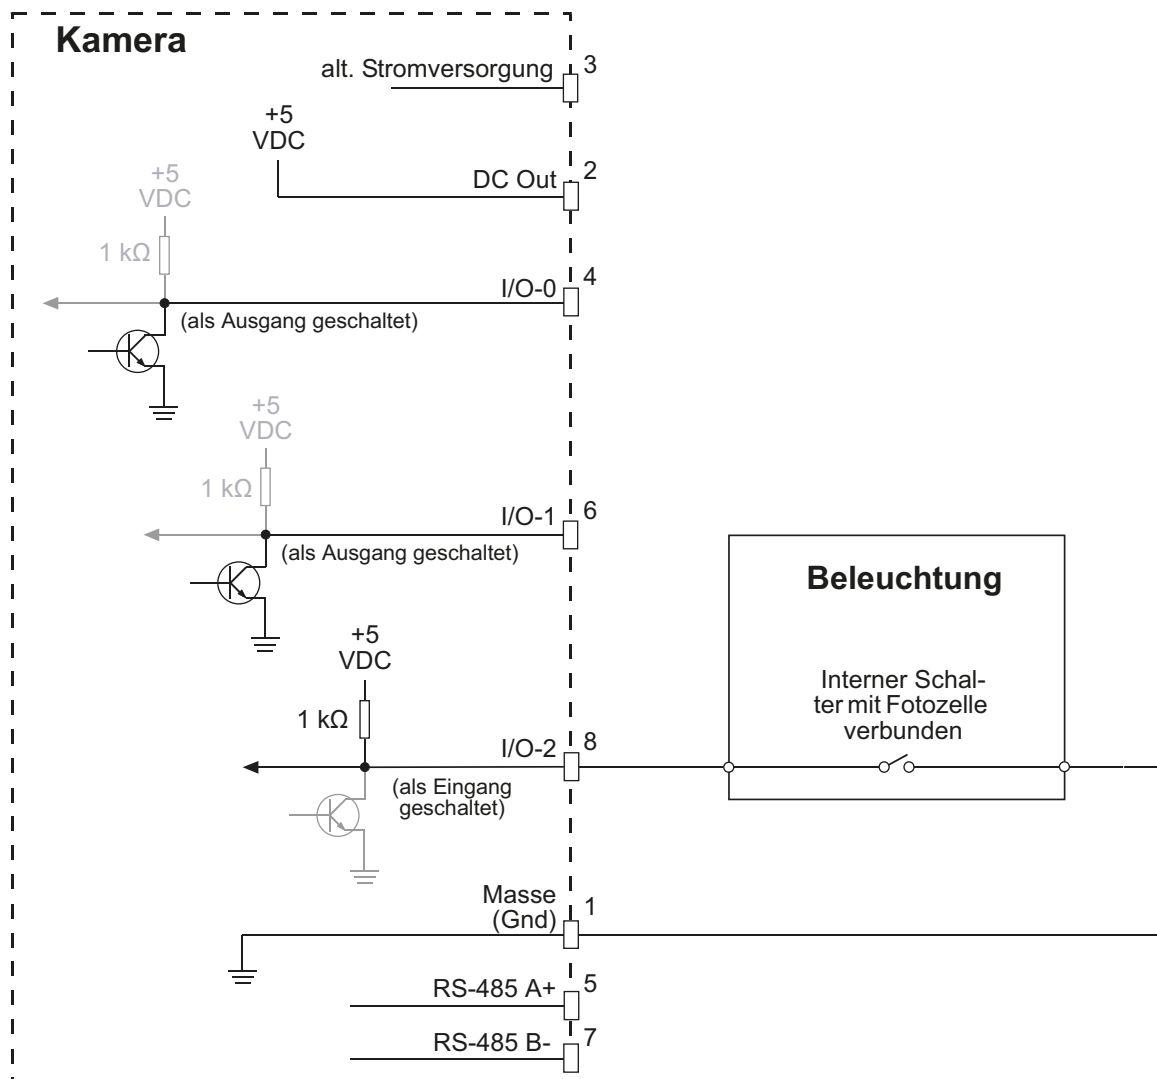 Kamera
alt. Stromversorgung
3
+5
VDC
DC Out
2
+5
VDC
1 kΩ
I/O-0
4
(als Ausgang geschaltet)
+5
VDC
1 kΩ
I/O-1
6
(als Ausgang geschaltet)
+5
VDC
1 kΩ
I/O-2
8
(als Eingang
geschaltet)
Beleuchtung
Interner Schal-
ter mit Fotozelle
verbunden
Masse
(Gnd)
1
RS-485 A+
5
RS-485 B-
7